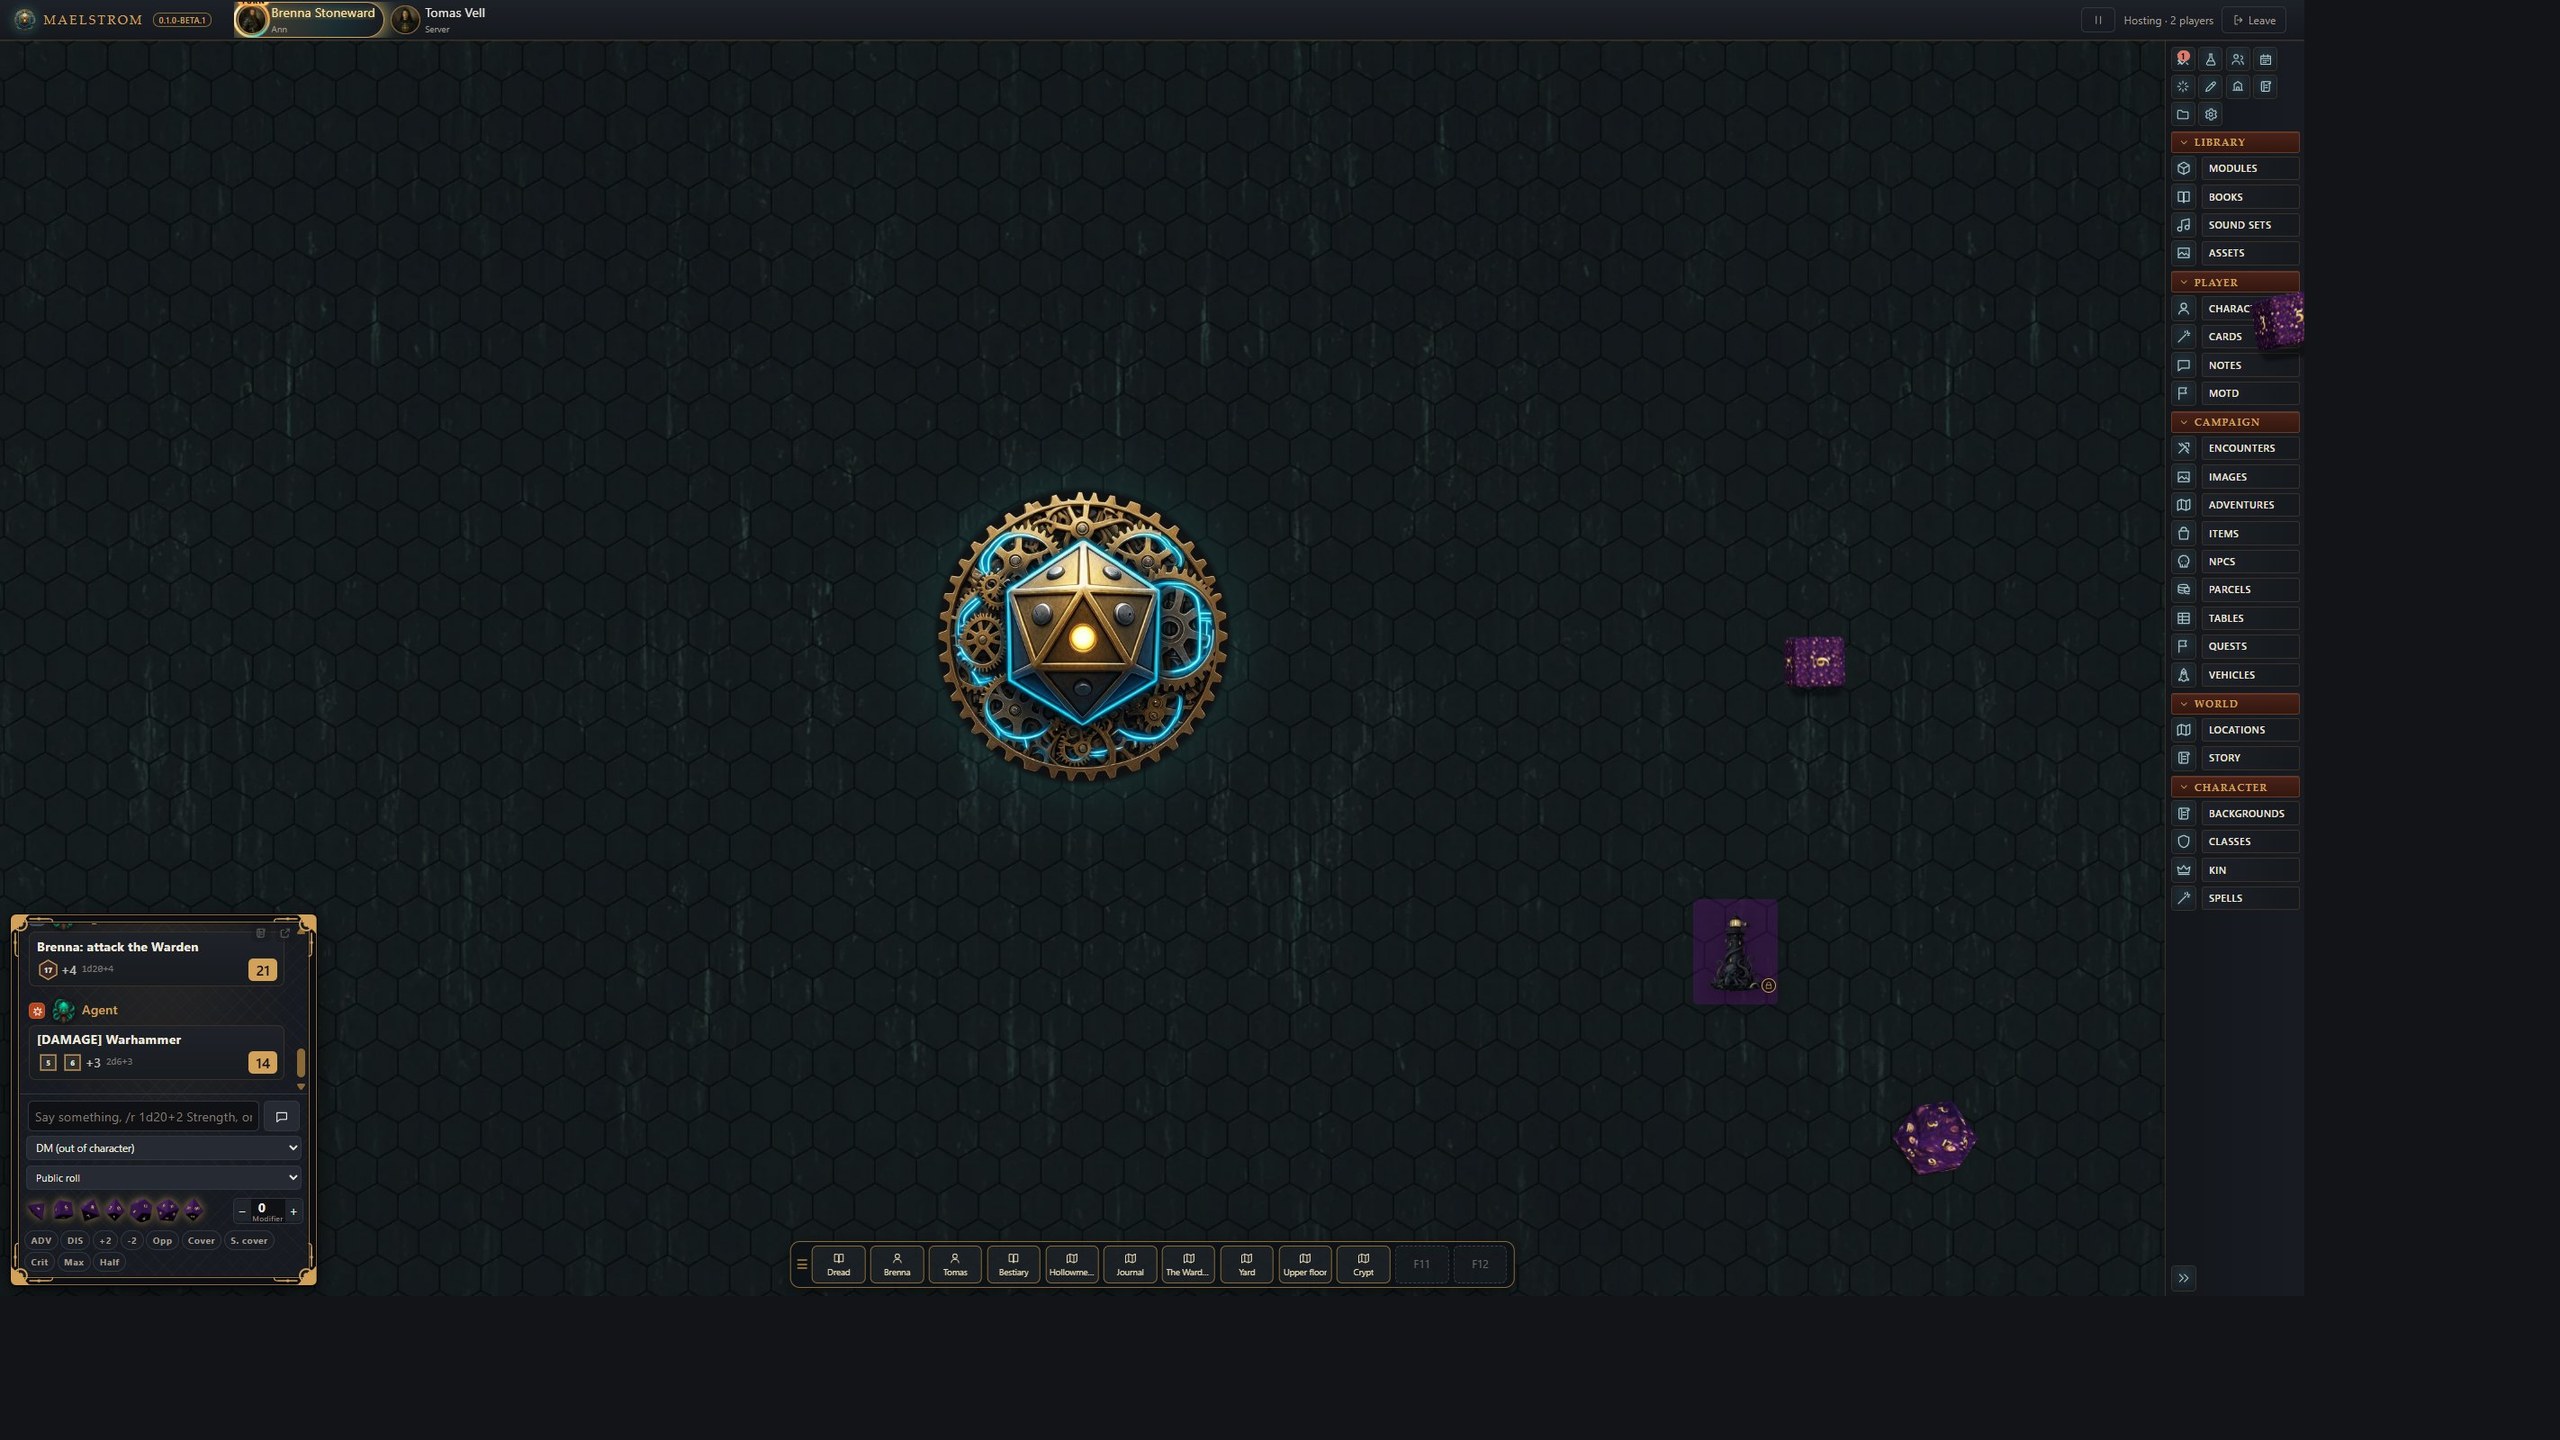 MAELSTROM 0.1.0-BETA.1
Brenna Stoneward
Ann
Tomas Vell
Server
Hosting · 2 players
Leave
1
LIBRARY
MODULES
BOOKS
SOUND SETS
ASSETS
PLAYER
CHARAC
5
CARDS
NOTES
MOTD
CAMPAIGN
ENCOUNTERS
IMAGES
ADVENTURES
ITEMS
NPCS
PARCELS
TABLES
QUESTS
VEHICLES
WORLD
LOCATIONS
STORY
CHARACTER
BACKGROUNDS
CLASSES
KIN
SPELLS
Brenna: attack the Warden
17 +4 1d20+4 21
Agent
[DAMAGE] Warhammer
5 6 +3 2d6+3 14
Say something, /r 1d20+2 Strength, or
DM (out of character)
Public roll
− 0 +
Modifier
ADV DIS +2 -2 Opp Cover S. cover
Crit Max Half
Dread Brenna Tomas Bestiary Hollowme... Journal The Ward... Yard Upper floor Crypt F11 F12